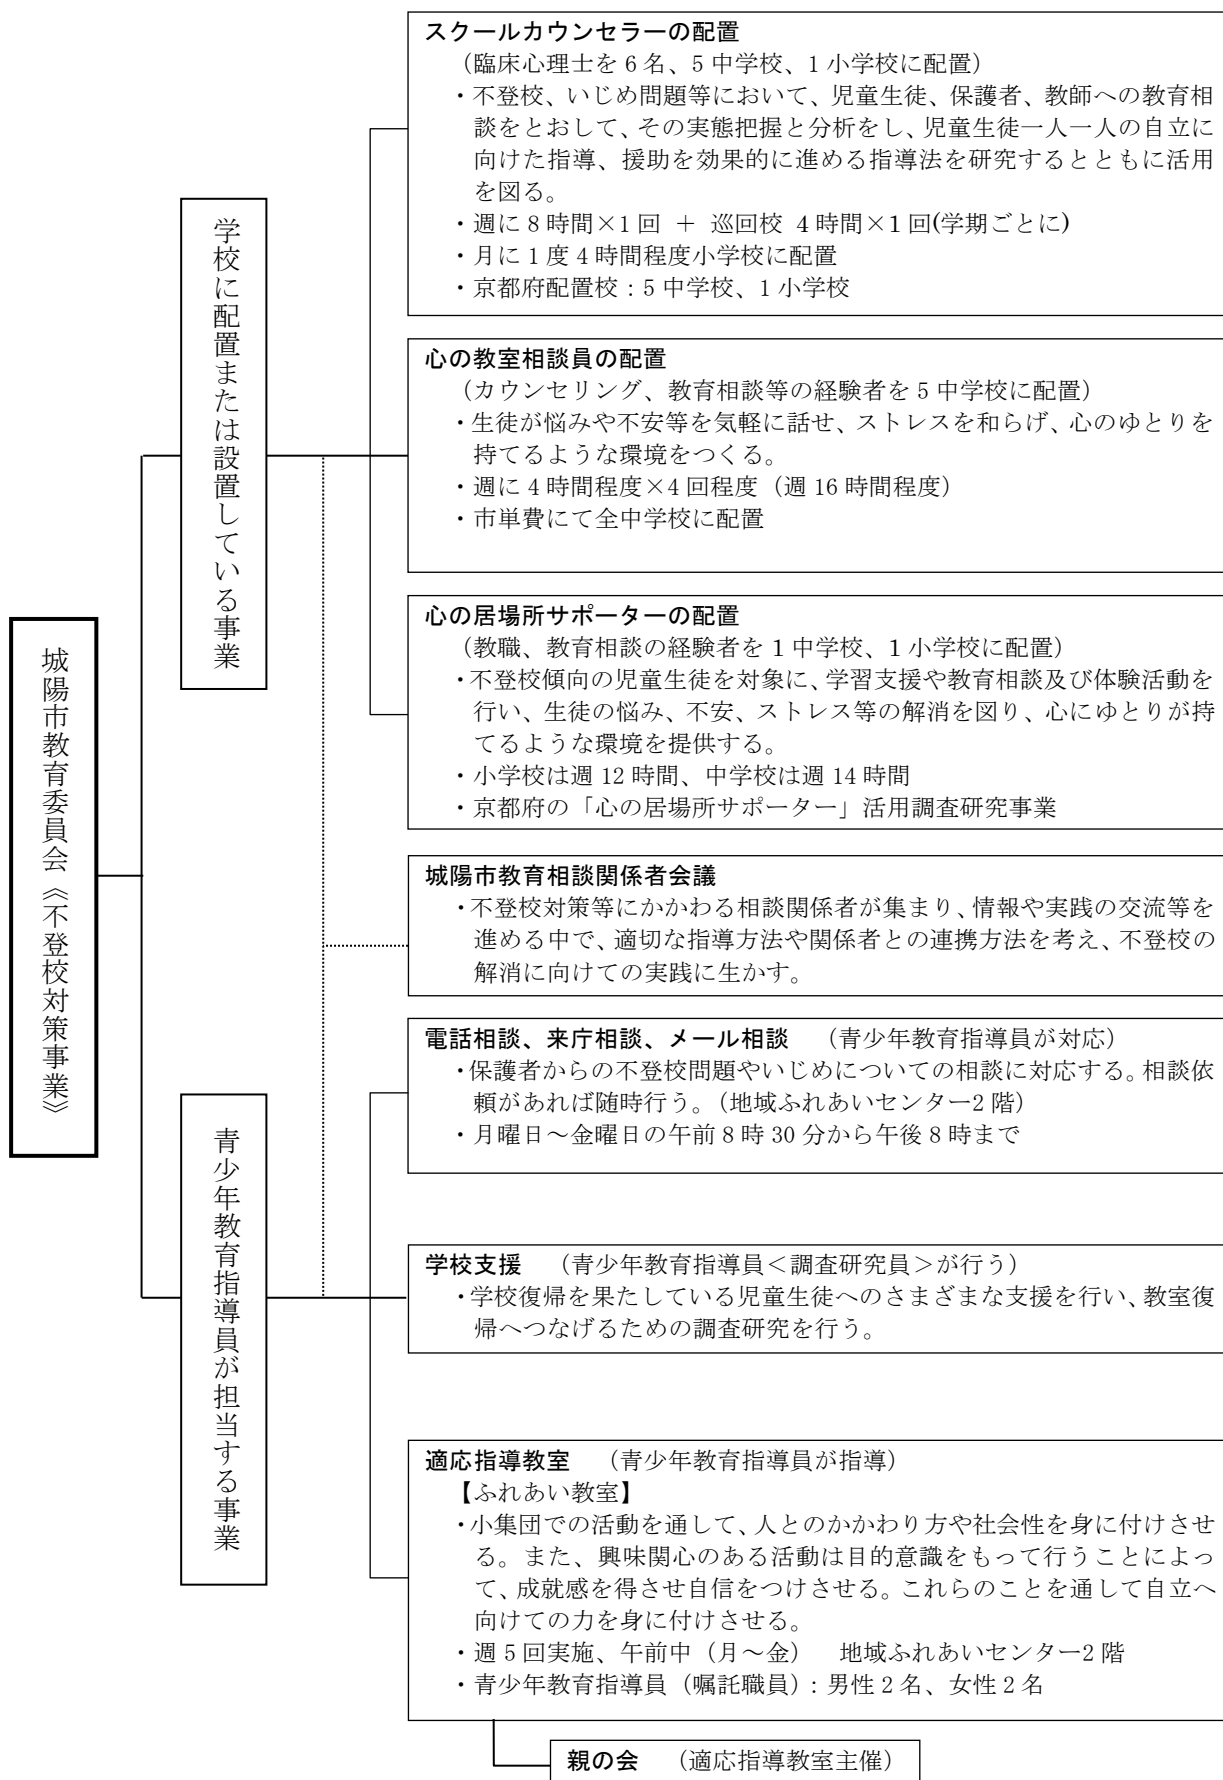 城陽市教育委員会《不登校対策事業》
学校に配置または設置している事業
スクールカウンセラーの配置
（臨床心理士を6名、5中学校、1小学校に配置）
・不登校、いじめ問題等において、児童生徒、保護者、教師への教育相
談をとおして、その実態把握と分析をし、児童生徒一人一人の自立に
向けた指導、援助を効果的に進める指導法を研究するとともに活用
を図る。
・週に8時間×1回 ＋ 巡回校 4時間×1回(学期ごとに)
・月に1度4時間程度小学校に配置
・京都府配置校：5中学校、1小学校
心の教室相談員の配置
（カウンセリング、教育相談等の経験者を5中学校に配置）
・生徒が悩みや不安等を気軽に話せ、ストレスを和らげ、心のゆとりを
持てるような環境をつくる。
・週に4時間程度×4回程度（週16時間程度）
・市単費にて全中学校に配置
心の居場所サポーターの配置
（教職、教育相談の経験者を1中学校、1小学校に配置）
・不登校傾向の児童生徒を対象に、学習支援や教育相談及び体験活動を
行い、生徒の悩み、不安、ストレス等の解消を図り、心にゆとりが持
てるような環境を提供する。
・小学校は週12時間、中学校は週14時間
・京都府の「心の居場所サポーター」活用調査研究事業
城陽市教育相談関係者会議
・不登校対策等にかかわる相談関係者が集まり、情報や実践の交流等を
進める中で、適切な指導方法や関係者との連携方法を考え、不登校の
解消に向けての実践に生かす。
青少年教育指導員が担当する事業
電話相談、来庁相談、メール相談　（青少年教育指導員が対応）
・保護者からの不登校問題やいじめについての相談に対応する。相談依
頼があれば随時行う。（地域ふれあいセンター2階）
・月曜日～金曜日の午前8時30分から午後8時まで
学校支援　（青少年教育指導員＜調査研究員＞が行う）
・学校復帰を果たしている児童生徒へのさまざまな支援を行い、教室復
帰へつなげるための調査研究を行う。
適応指導教室　（青少年教育指導員が指導）
【ふれあい教室】
・小集団での活動を通して、人とのかかわり方や社会性を身に付けさせ
る。また、興味関心のある活動は目的意識をもって行うことによっ
て、成就感を得させ自信をつけさせる。これらのことを通して自立へ
向けての力を身に付けさせる。
・週5回実施、午前中（月～金）　地域ふれあいセンター2階
・青少年教育指導員（嘱託職員）：男性2名、女性2名
親の会　（適応指導教室主催）